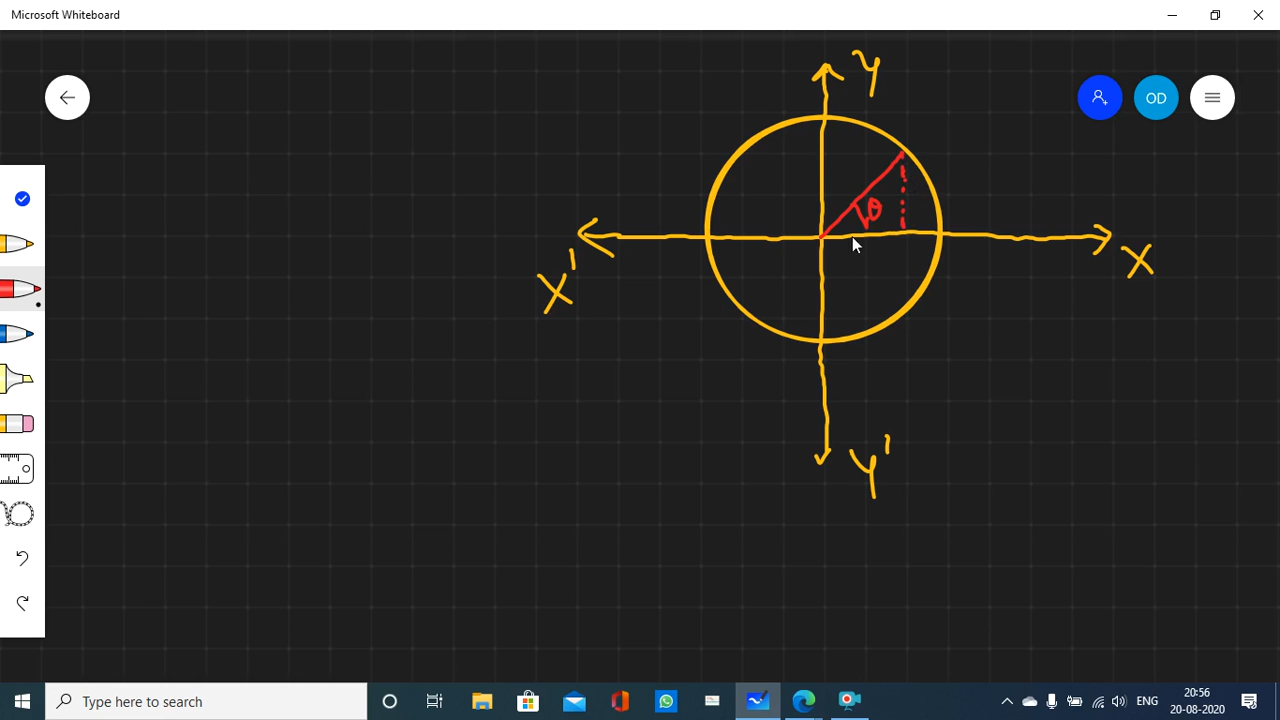 Microsoft Whiteboard
Y
OD
θ
X'
X
Y'
Type here to search
ENG
20:56
20-08-2020